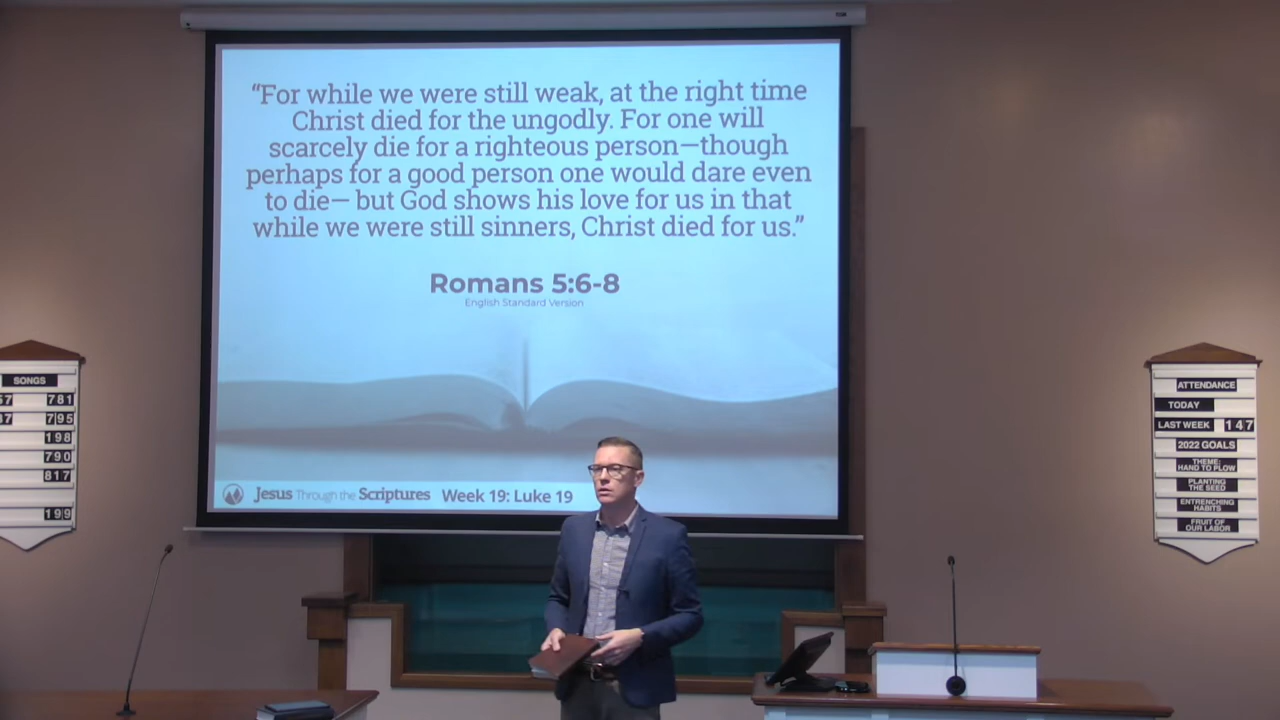 “For while we were still weak, at the right time
Christ died for the ungodly. For one will
scarcely die for a righteous person—though
perhaps for a good person one would dare even
to die— but God shows his love for us in that
while we were still sinners, Christ died for us.”
Romans 5:6-8
English Standard Version
Jesus Through the Scriptures Week 19: Luke 19
SONGS
57 781
37 795
198
790
817
199
ATTENDANCE
TODAY
LAST WEEK 147
2022 GOALS
THEME:
HAND TO PLOW
PLANTING
THE SEED
ENTRENCHING
HABITS
FRUIT OF
OUR LABOR